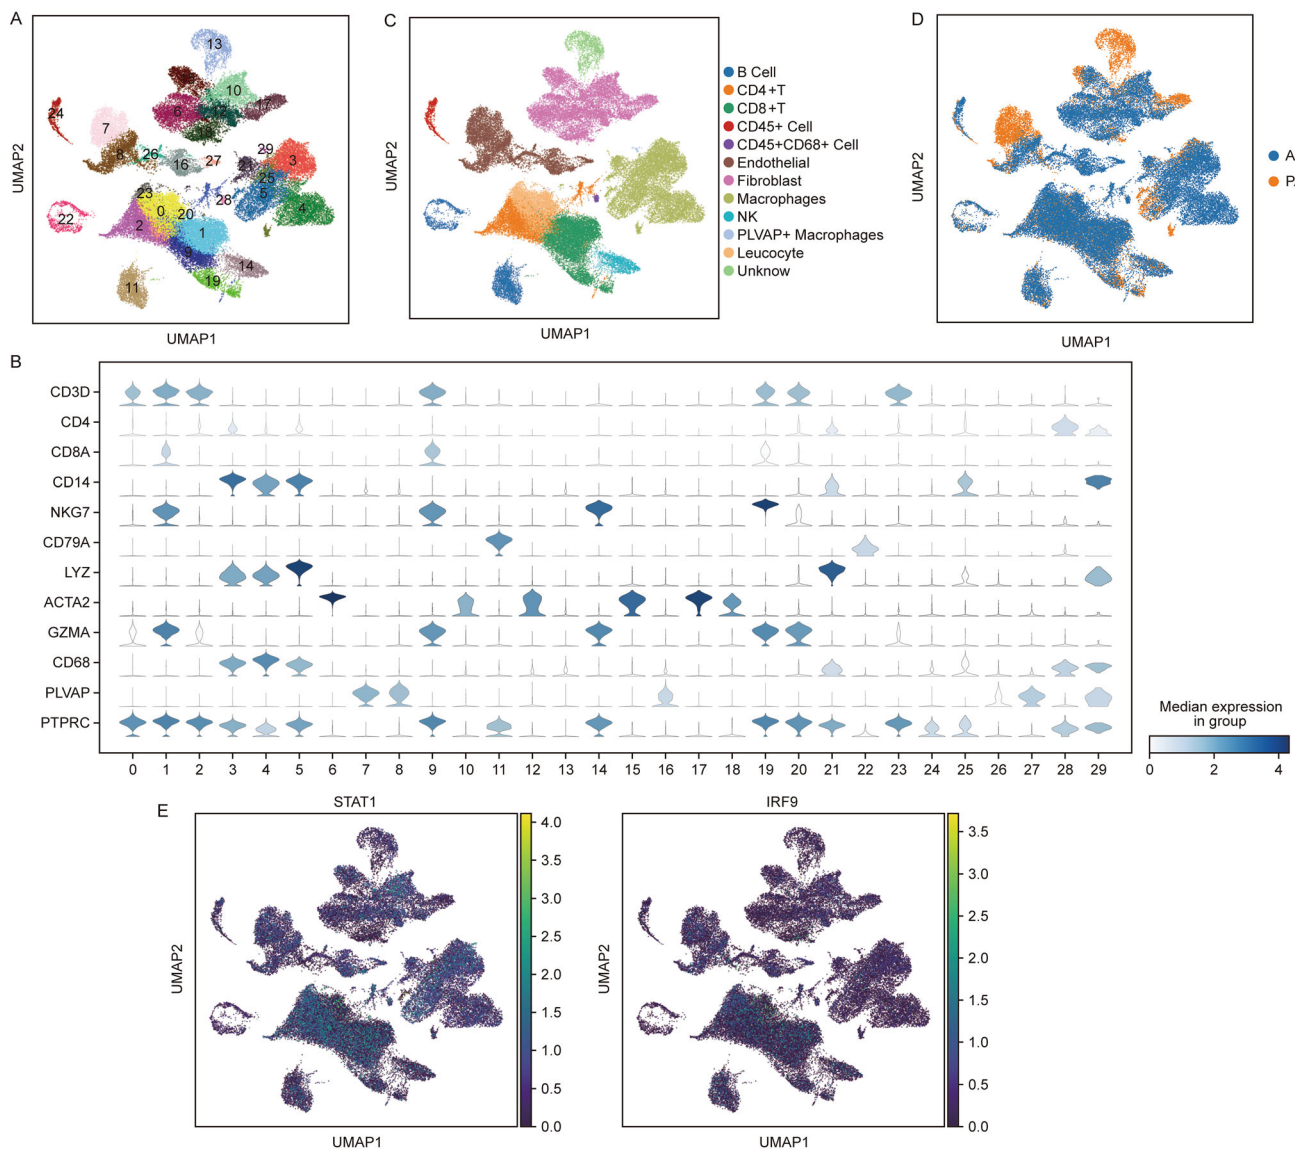 A
13
10
17
6
12
18
24
7
8
26
16
27
29
3
21
25
5
28
4
23
0
20
2
1
22
9
14
19
11
UMAP2
UMAP1
C
UMAP2
UMAP1
B Cell
CD4+T
CD8+T
CD45+ Cell
CD45+CD68+ Cell
Endothelial
Fibroblast
Macrophages
NK
PLVAP+ Macrophages
Leucocyte
Unknow
D
UMAP2
UMAP1
B
CD3D
CD4
CD8A
CD14
NKG7
CD79A
LYZ
ACTA2
GZMA
CD68
PLVAP
PTPRC
0 1 2 3 4 5 6 7 8 9 10 11 12 13 14 15 16 17 18 19 20 21 22 23 24 25 26 27 28 29
Median expression
in group
0 2 4
E
STAT1
UMAP2
UMAP1
4.0
3.5
3.0
2.5
2.0
1.5
1.0
0.5
0.0
IRF9
UMAP2
UMAP1
3.5
3.0
2.5
2.0
1.5
1.0
0.5
0.0